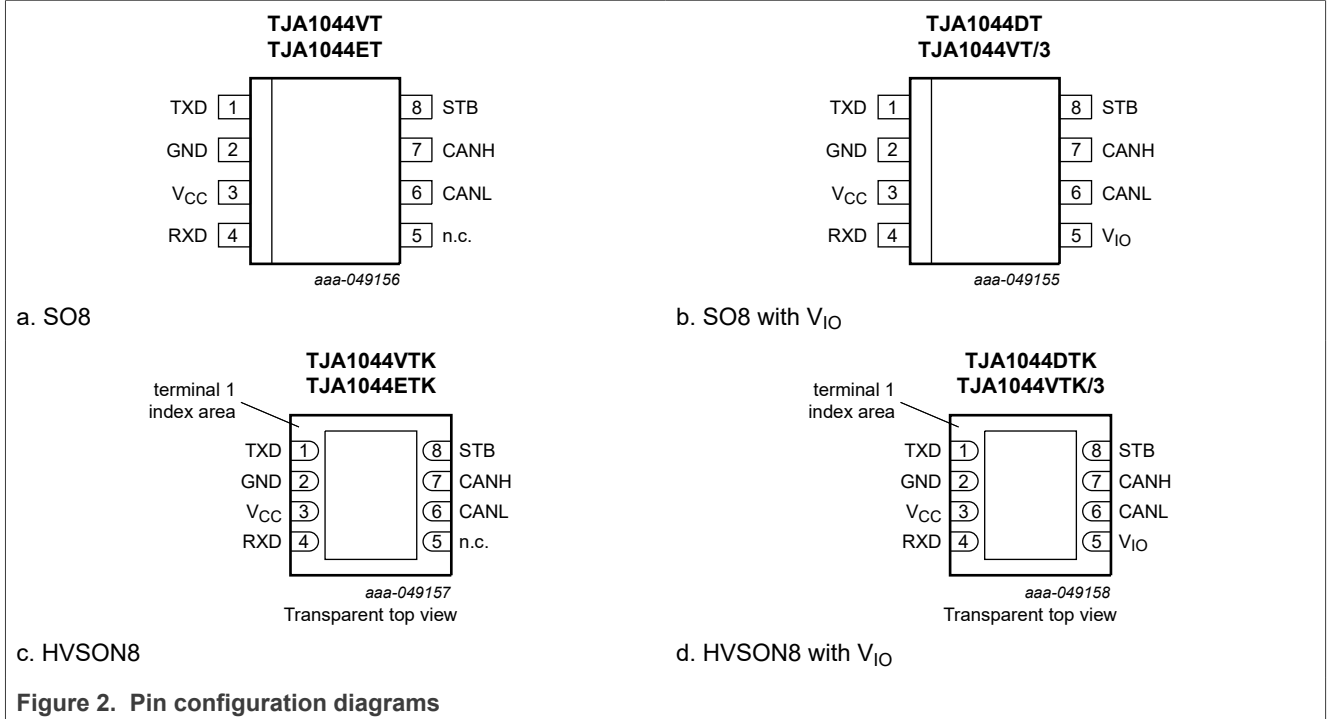 TJA1044VT
TJA1044ET
TXD 1
8 STB
GND 2
7 CANH
VCC 3
6 CANL
RXD 4
5 n.c.
aaa-049156
a. SO8
TJA1044DT
TJA1044VT/3
TXD 1
8 STB
GND 2
7 CANH
VCC 3
6 CANL
RXD 4
5 VIO
aaa-049155
b. SO8 with VIO
TJA1044VTK
TJA1044ETK
terminal 1
index area
TXD 1
8 STB
GND 2
7 CANH
VCC 3
6 CANL
RXD 4
5 n.c.
aaa-049157
Transparent top view
c. HVSON8
TJA1044DTK
TJA1044VTK/3
terminal 1
index area
TXD 1
8 STB
GND 2
7 CANH
VCC 3
6 CANL
RXD 4
5 VIO
aaa-049158
Transparent top view
d. HVSON8 with VIO
Figure 2. Pin configuration diagrams